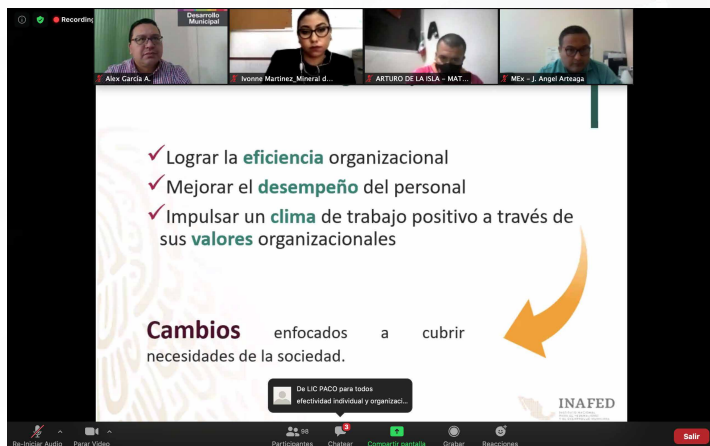 Recording
Desarrollo
Municipal
Alex García A.
Ivonne Martinez_Mineral d...
ARTURO DE LA ISLA - MAT...
MEx - J. Angel Arteaga
✓Lograr la eficiencia organizacional
✓Mejorar el desempeño del personal
✓Impulsar un clima de trabajo positivo a través de
sus valores organizacionales
Cambios enfocados a cubrir
necesidades de la sociedad.
De LIC PACO para todos
efectividad individual y organizaci...
INAFED
Re-Iniciar Audio
Parar Video
98
Participantes
3
Chatear
Compartir pantalla
Grabar
Reacciones
Salir